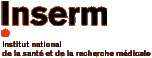 Inserm
Institut national
de la santé et de la recherche médicale